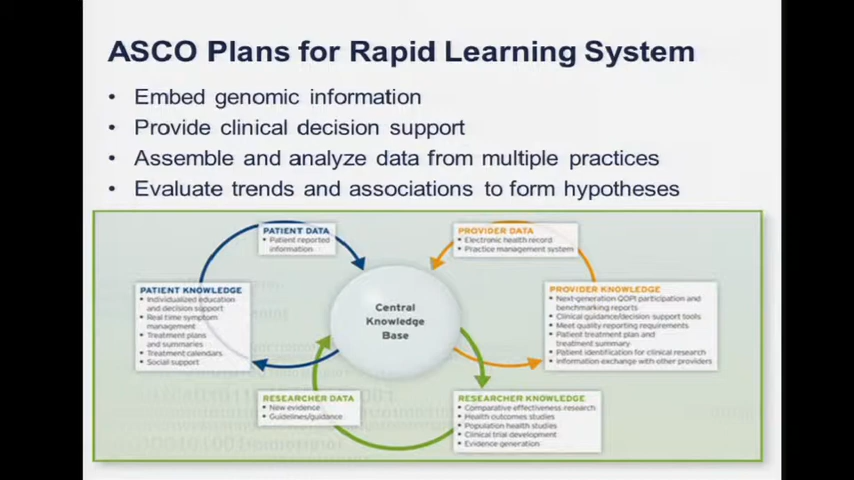 ASCO Plans for Rapid Learning System
• Embed genomic information
• Provide clinical decision support
• Assemble and analyze data from multiple practices
• Evaluate trends and associations to form hypotheses
PATIENT DATA
• Patient reported
information
PROVIDER DATA
• Electronic health record
• Practice management system
PATIENT KNOWLEDGE
• Individualized education
and decision support
• Real time symptom
management
• Treatment plans
and summaries
• Treatment calendars
• Social support
Central
Knowledge
Base
PROVIDER KNOWLEDGE
• Next-generation QOPI participation and
benchmarking reports
• Clinical guidance/decision support tools
• Meet quality reporting requirements
• Patient treatment plan and
treatment summary
• Patient identification for clinical research
• Information exchange with other providers
RESEARCHER DATA
• New evidence
• Guidelines/guidance
RESEARCHER KNOWLEDGE
• Comparative effectiveness research
• Health outcomes studies
• Population health studies
• Clinical trial development
• Evidence generation